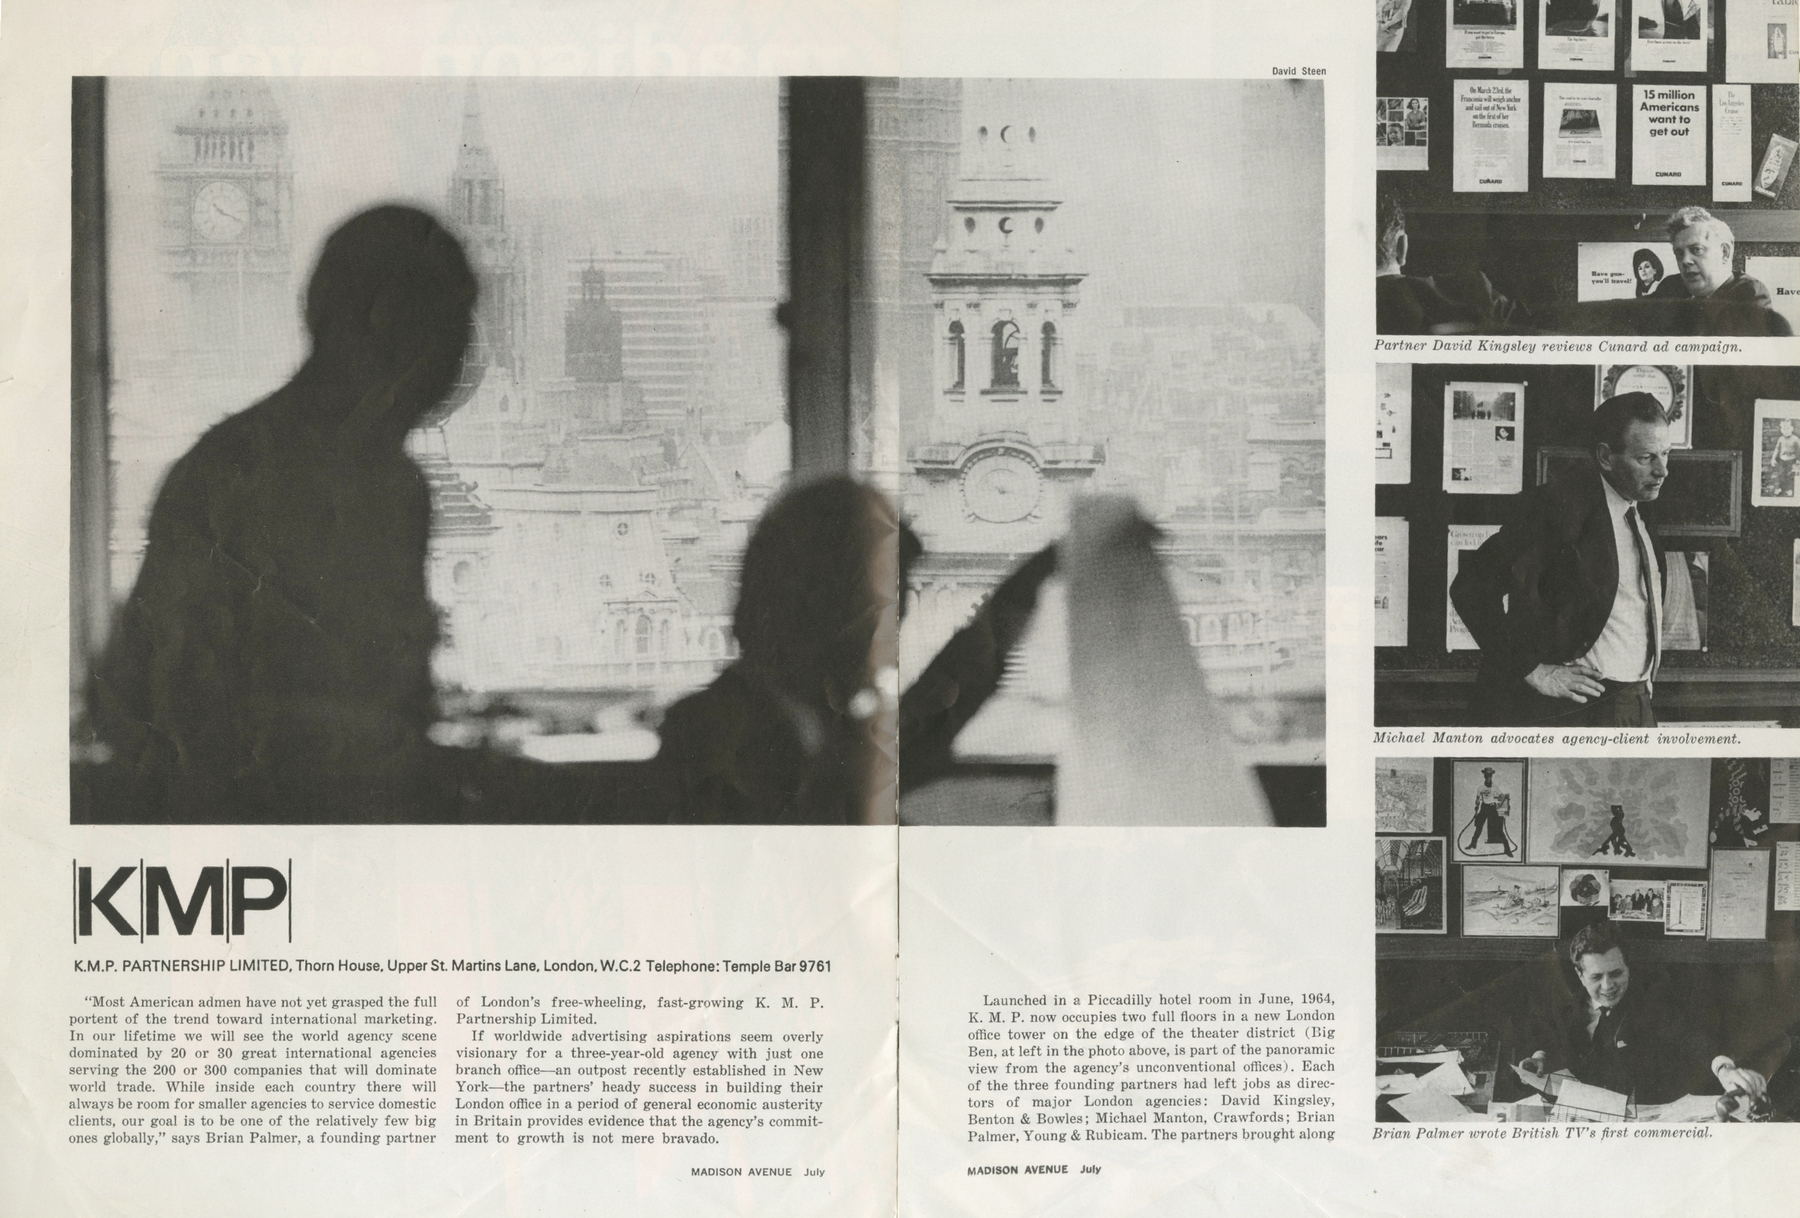 David Steen
KMP
K.M.P. PARTNERSHIP LIMITED, Thorn House, Upper St. Martins Lane, London, W.C.2 Telephone: Temple Bar 9761
“Most American admen have not yet grasped the full
portent of the trend toward international marketing.
In our lifetime we will see the world agency scene
dominated by 20 or 30 great international agencies
serving the 200 or 300 companies that will dominate
world trade. While inside each country there will
always be room for smaller agencies to service domestic
clients, our goal is to be one of the relatively few big
ones globally,” says Brian Palmer, a founding partner
of London’s free-wheeling, fast-growing K. M. P.
Partnership Limited.
If worldwide advertising aspirations seem overly
visionary for a three-year-old agency with just one
branch office—an outpost recently established in New
York—the partners’ heady success in building their
London office in a period of general economic austerity
in Britain provides evidence that the agency’s commit-
ment to growth is not mere bravado.
MADISON AVENUE July
Launched in a Piccadilly hotel room in June, 1964,
K. M. P. now occupies two full floors in a new London
office tower on the edge of the theater district (Big
Ben, at left in the photo above, is part of the panoramic
view from the agency’s unconventional offices). Each
of the three founding partners had left jobs as direc-
tors of major London agencies: David Kingsley,
Benton & Bowles; Michael Manton, Crawfords; Brian
Palmer, Young & Rubicam. The partners brought along
MADISON AVENUE July
CUNARD
CUNARD
CUNARD
On March 23rd, the
Franconia will weigh anchor
and sail out of New York
on the first of her
Bermuda cruises.
CUNARD
15 million
Americans
want to
get out
CUNARD
CUNARD
Have gun-
you'll travel!
Have
Partner David Kingsley reviews Cunard ad campaign.
Michael Manton advocates agency-client involvement.
Brian Palmer wrote British TV’s first commercial.